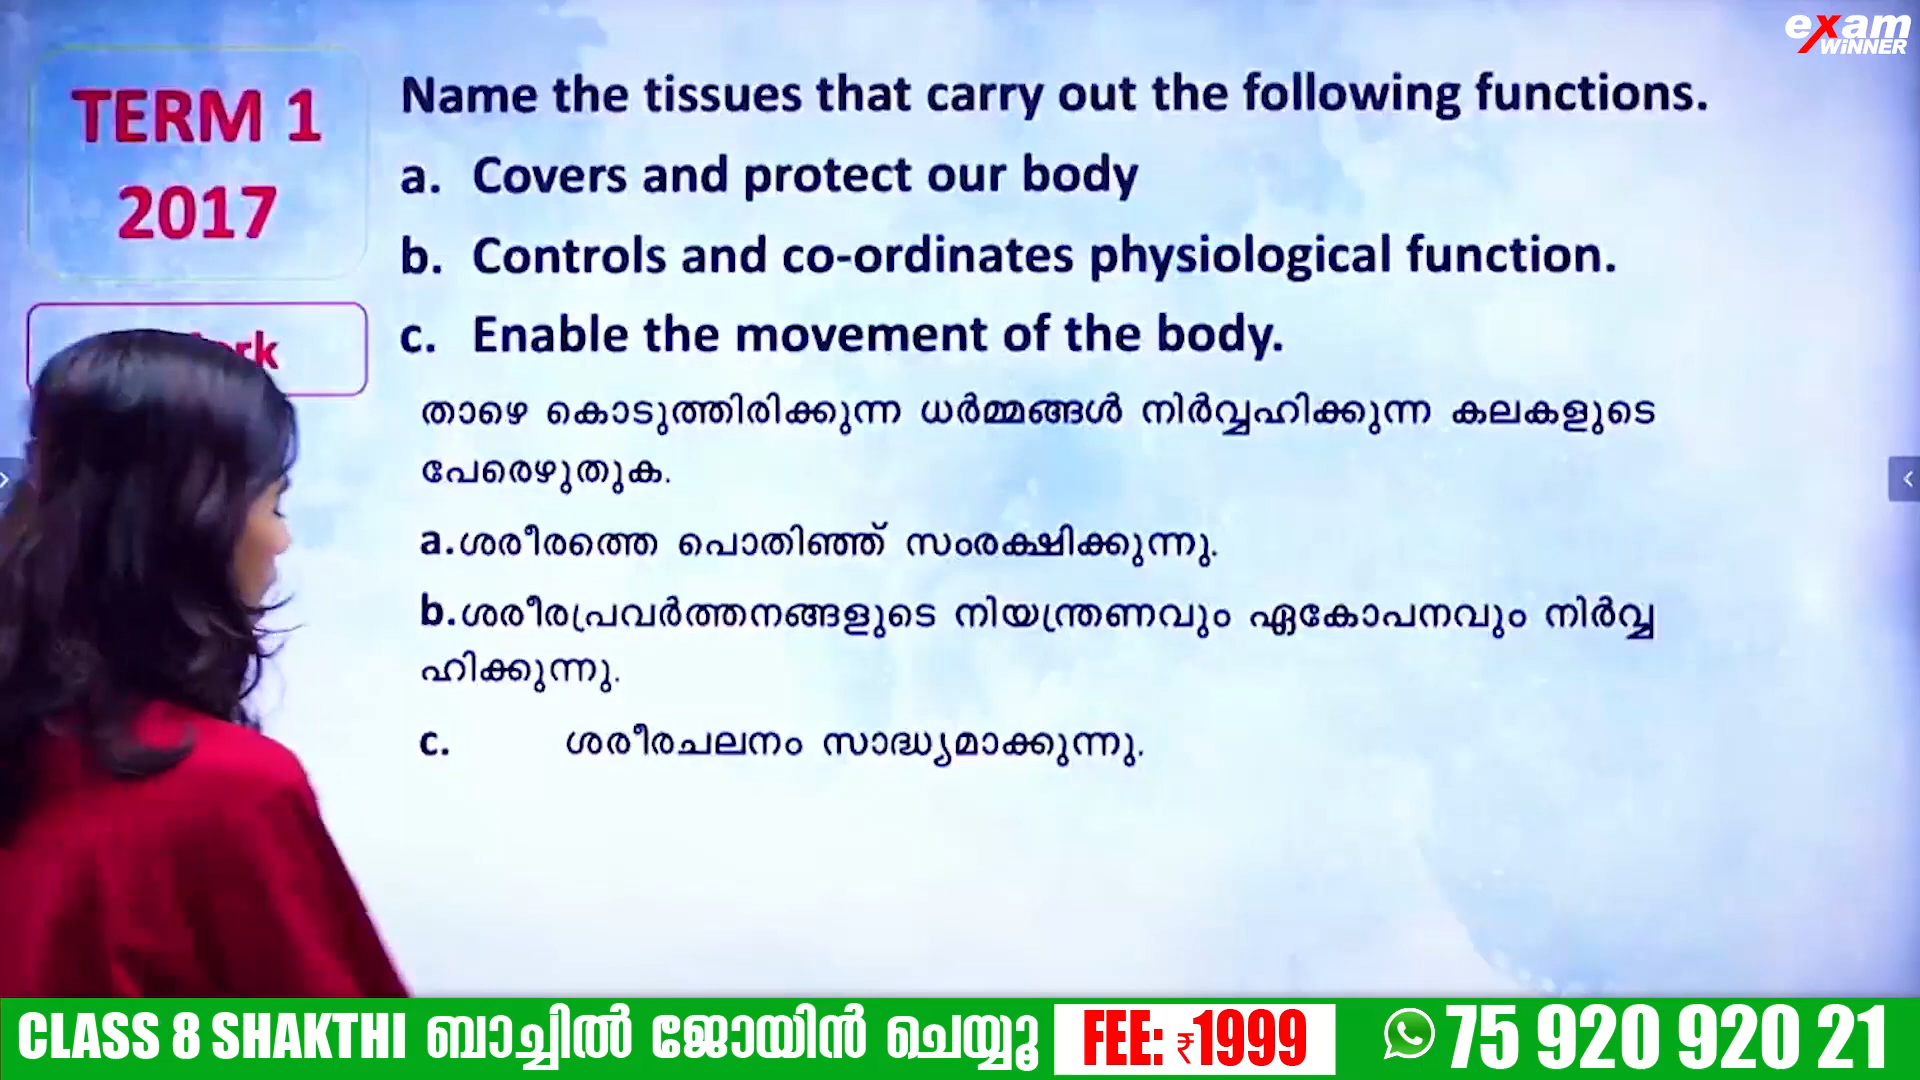 exam
WiNNER
TERM 1
2017
Name the tissues that carry out the following functions.
a. Covers and protect our body
b. Controls and co-ordinates physiological function.
c. Enable the movement of the body.
താഴെ കൊടുത്തിരിക്കുന്ന ധർമ്മങ്ങൾ നിർവ്വഹിക്കുന്ന കലകളുടെ
പേരെഴുതുക.
a.ശരീരത്തെ പൊതിഞ്ഞ് സംരക്ഷിക്കുന്നു.
b.ശരീരപ്രവർത്തനങ്ങളുടെ നിയന്ത്രണവും ഏകോപനവും നിർവ്വ
ഹിക്കുന്നു.
c. ശരീരചലനം സാദ്ധ്യമാക്കുന്നു.
CLASS 8 SHAKTHI ബാച്ചിൽ ജോയിൻ ചെയ്യൂ FEE: ₹1999 75 920 920 21